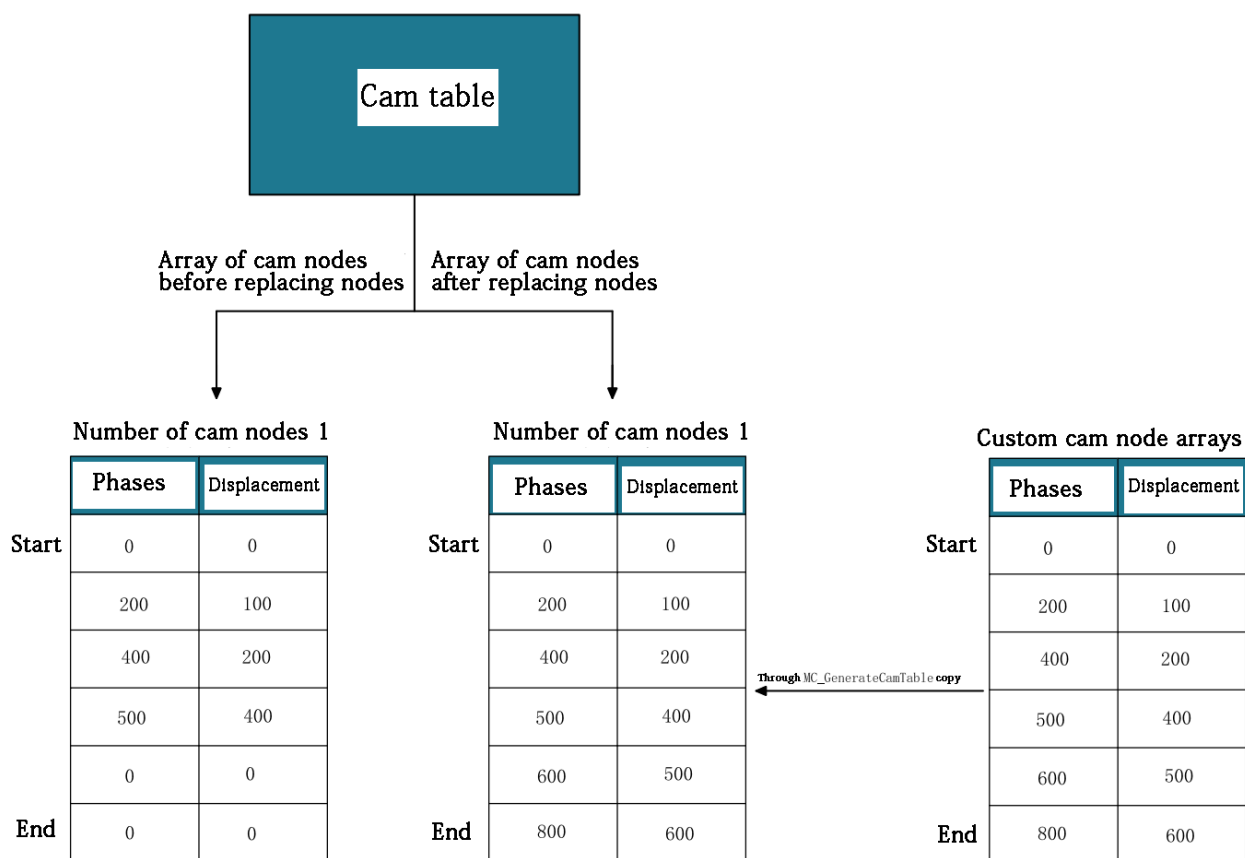 Cam table
Array of cam nodes
before replacing nodes
Array of cam nodes
after replacing nodes
Number of cam nodes 1
Phases Displacement
Start 0 0
200 100
400 200
500 400
0 0
End 0 0
Number of cam nodes 1
Phases Displacement
Start 0 0
200 100
400 200
500 400
600 500
End 800 600
Through MC_GenerateCamTable copy
Custom cam node arrays
Phases Displacement
Start 0 0
200 100
400 200
500 400
600 500
End 800 600